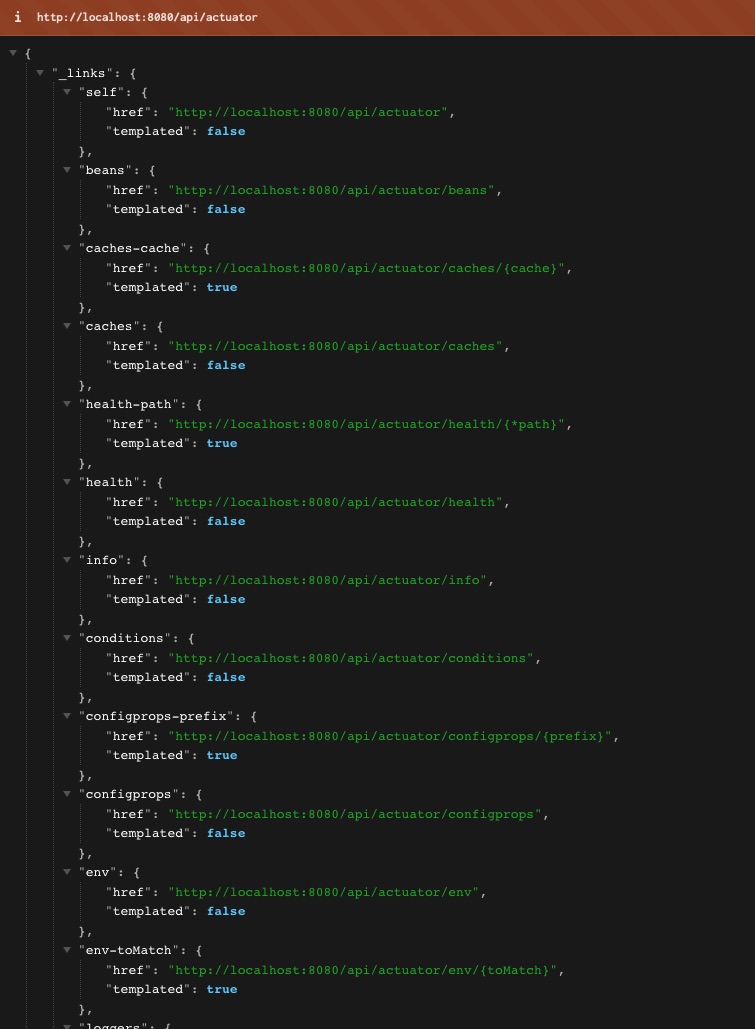 i http://localhost:8080/api/actuator
{
"_links": {
"self": {
"href": "http://localhost:8080/api/actuator",
"templated": false
},
"beans": {
"href": "http://localhost:8080/api/actuator/beans",
"templated": false
},
"caches-cache": {
"href": "http://localhost:8080/api/actuator/caches/{cache}",
"templated": true
},
"caches": {
"href": "http://localhost:8080/api/actuator/caches",
"templated": false
},
"health-path": {
"href": "http://localhost:8080/api/actuator/health/{*path}",
"templated": true
},
"health": {
"href": "http://localhost:8080/api/actuator/health",
"templated": false
},
"info": {
"href": "http://localhost:8080/api/actuator/info",
"templated": false
},
"conditions": {
"href": "http://localhost:8080/api/actuator/conditions",
"templated": false
},
"configprops-prefix": {
"href": "http://localhost:8080/api/actuator/configprops/{prefix}",
"templated": true
},
"configprops": {
"href": "http://localhost:8080/api/actuator/configprops",
"templated": false
},
"env": {
"href": "http://localhost:8080/api/actuator/env",
"templated": false
},
"env-toMatch": {
"href": "http://localhost:8080/api/actuator/env/{toMatch}",
"templated": true
},
"loggers": {